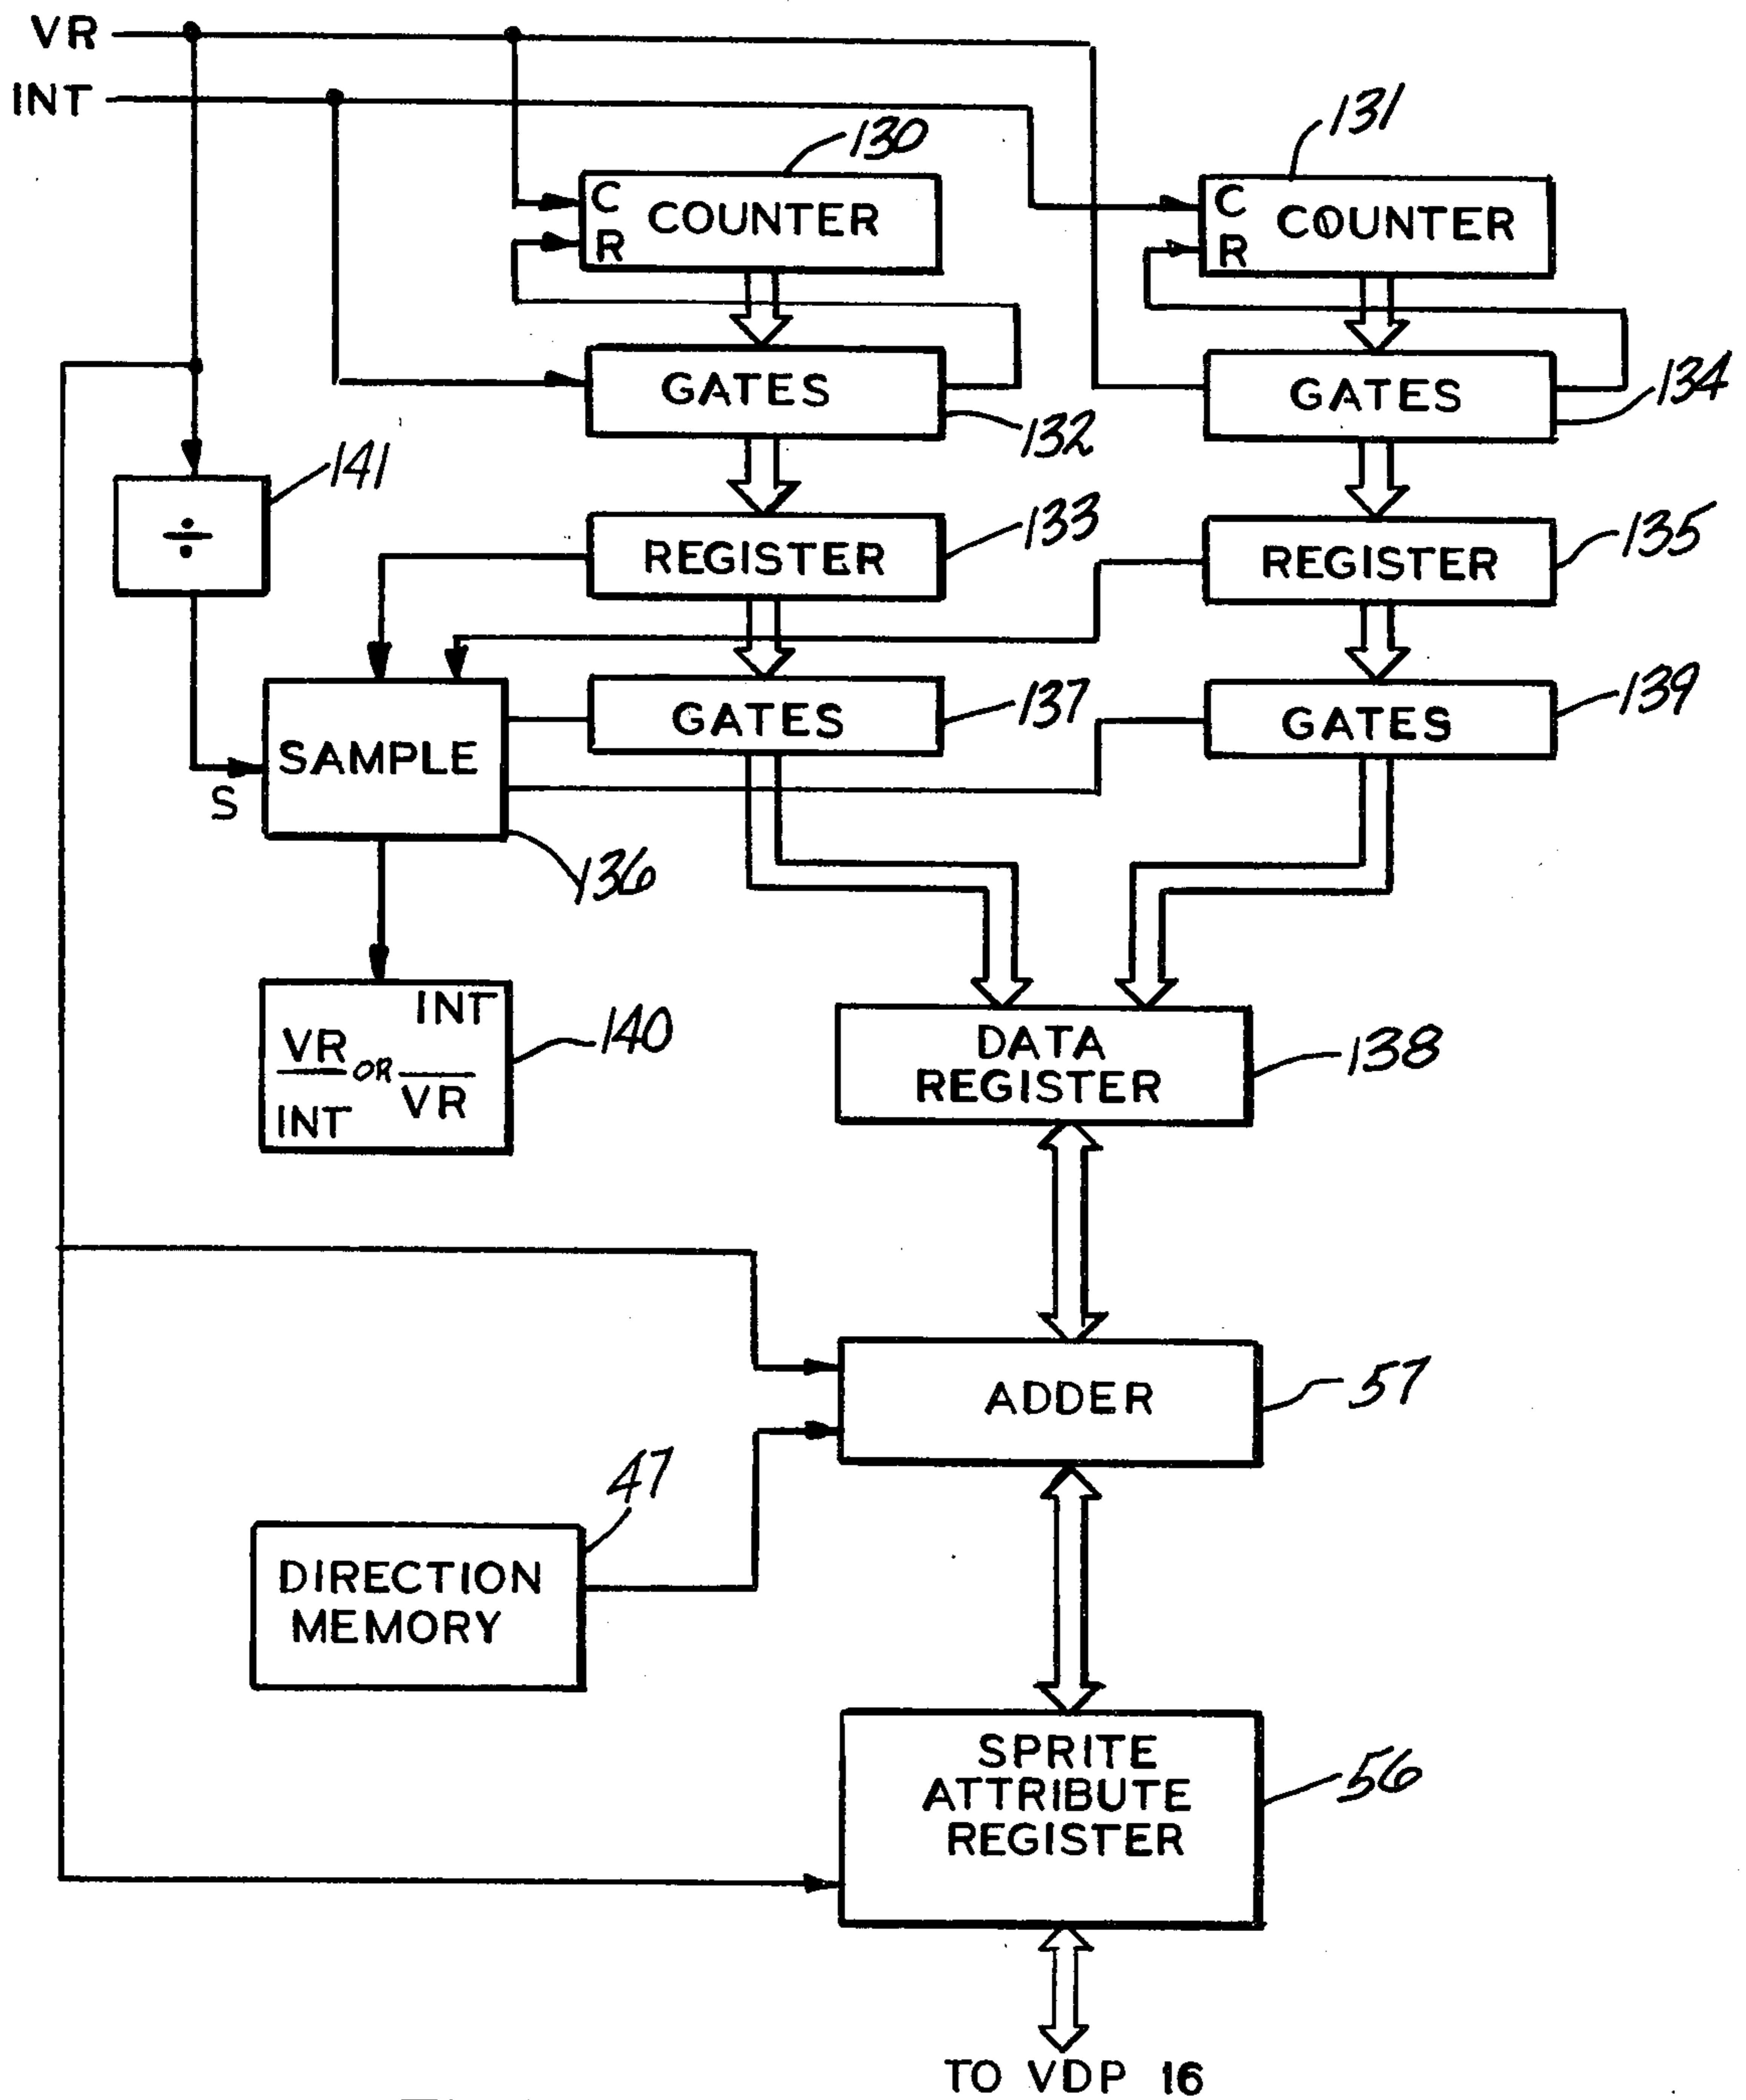 VR
INT
130
131
C
COUNTER
R
C
COUNTER
R
GATES
132
GATES
134
141
÷
REGISTER
133
REGISTER
135
SAMPLE
S
136
GATES
137
GATES
139
INT
VR OR
VR
INT
140
DATA
REGISTER
138
ADDER
57
47
DIRECTION
MEMORY
SPRITE
ATTRIBUTE
REGISTER
56
TO VDP 16